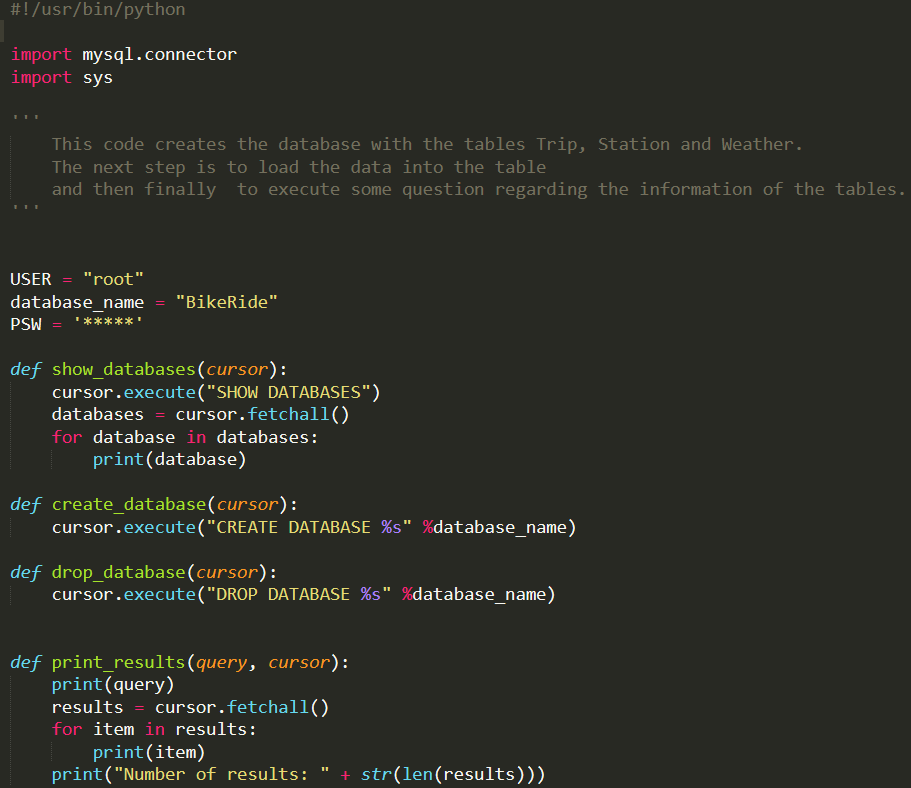 #!/usr/bin/python
import mysql.connector
import sys
'''
    This code creates the database with the tables Trip, Station and Weather.
    The next step is to load the data into the table
    and then finally  to execute some question regarding the information of the tables.
'''
USER = "root"
database_name = "BikeRide"
PSW = '*****'
def show_databases(cursor):
    cursor.execute("SHOW DATABASES")
    databases = cursor.fetchall()
    for database in databases:
        print(database)
def create_database(cursor):
    cursor.execute("CREATE DATABASE %s" %database_name)
def drop_database(cursor):
    cursor.execute("DROP DATABASE %s" %database_name)
def print_results(query, cursor):
    print(query)
    results = cursor.fetchall()
    for item in results:
        print(item)
    print("Number of results: " + str(len(results)))